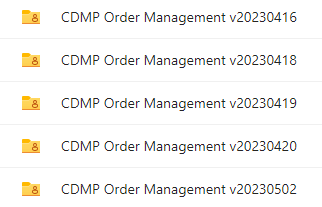 CDMP Order Management v20230416
CDMP Order Management v20230418
CDMP Order Management v20230419
CDMP Order Management v20230420
CDMP Order Management v20230502